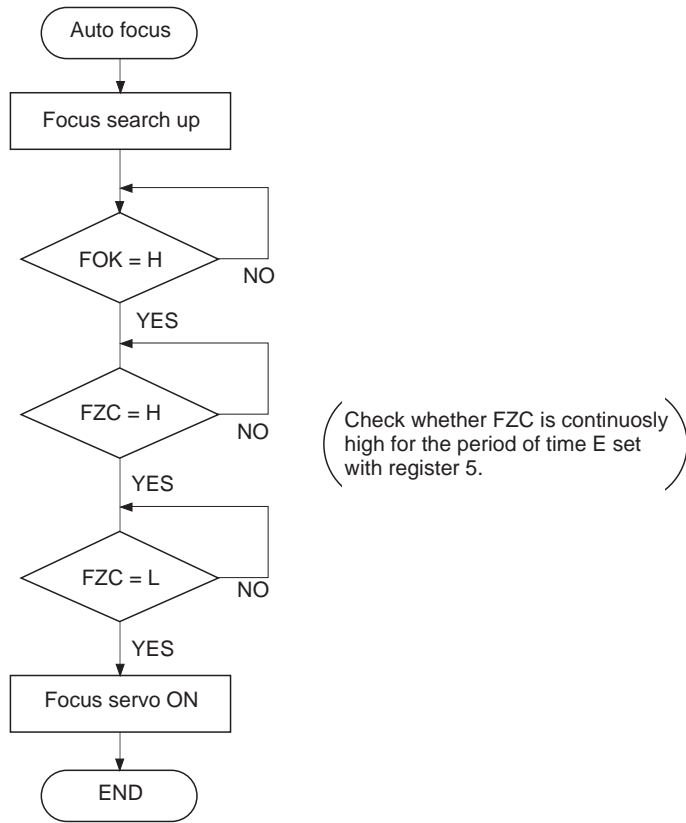 Auto focus
Focus search up
FOK = H
NO
YES
FZC = H
NO
Check whether FZC is continuosly
high for the period of time E set
with register 5.
YES
FZC = L
NO
YES
Focus servo ON
END